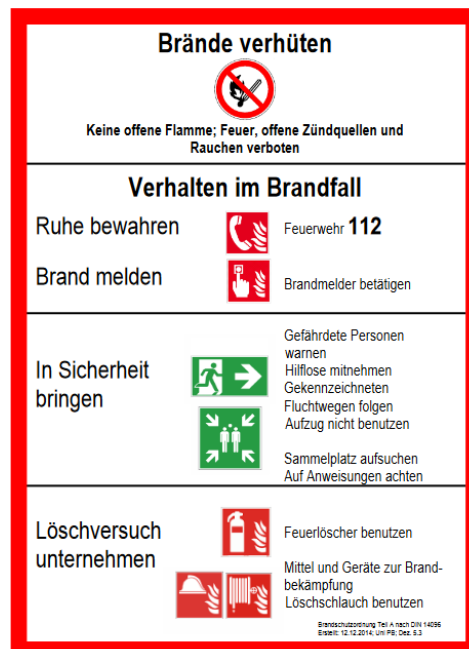 Brände verhüten
Keine offene Flamme; Feuer, offene Zündquellen und
Rauchen verboten
Verhalten im Brandfall
Ruhe bewahren
Feuerwehr 112
Brand melden
Brandmelder betätigen
In Sicherheit
bringen
Gefährdete Personen
warnen
Hilflose mitnehmen
Gekennzeichneten
Fluchtwegen folgen
Aufzug nicht benutzen
Sammelplatz aufsuchen
Auf Anweisungen achten
Löschversuch
unternehmen
Feuerlöscher benutzen
Mittel und Geräte zur Brand-
bekämpfung
Löschschlauch benutzen
Brandschutzordnung Teil A nach DIN 14096
Erstellt: 12.12.2014; Uni PB; Dez. 5.3